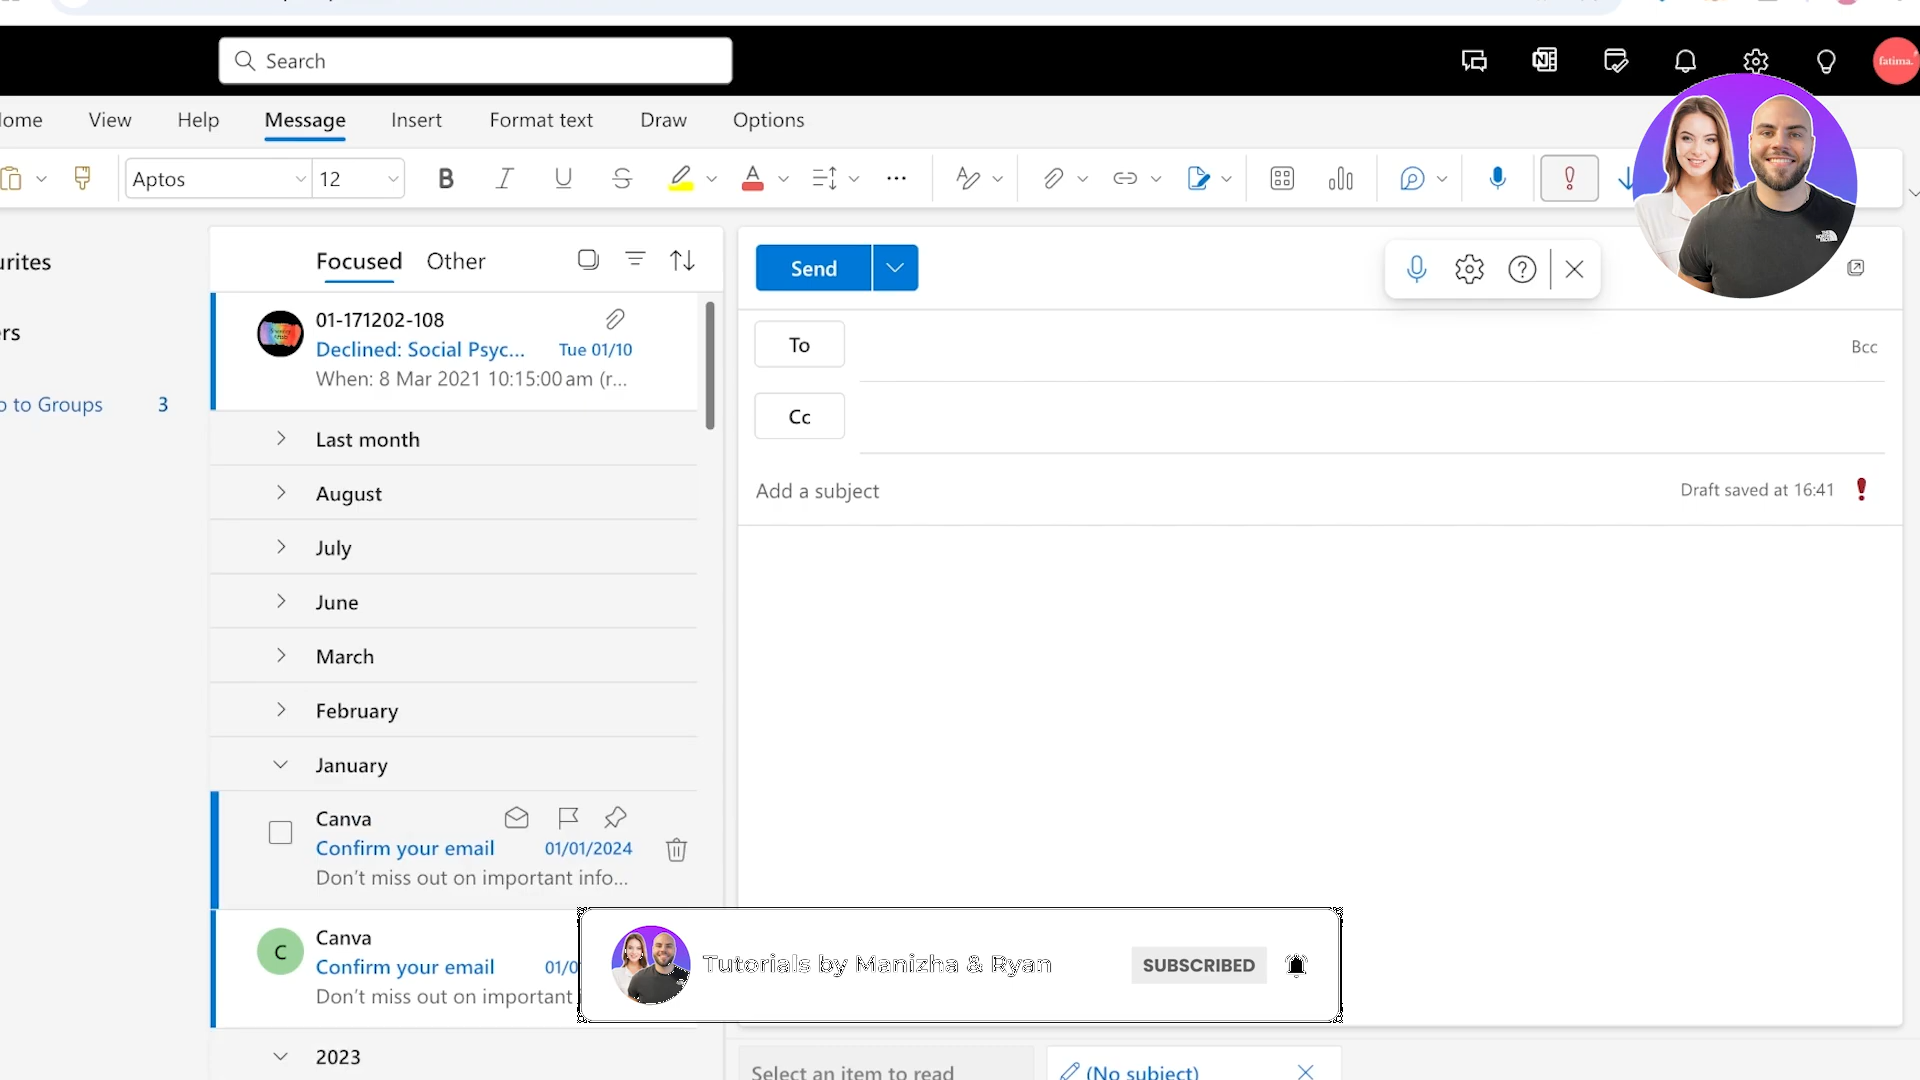 Search
fatima.
ome
View
Help
Message
Insert
Format text
Draw
Options
Aptos
12
urites
Focused
Other
Send
01-171202-108
Declined: Social Psyc...
Tue 01/10
When: 8 Mar 2021 10:15:00 am (r...
To
Bcc
ers
o to Groups
3
Cc
Last month
August
Add a subject
Draft saved at 16:41
July
June
March
February
January
Canva
Confirm your email
01/01/2024
Don't miss out on important info...
C
Canva
Confirm your email
01/0
Don't miss out on important
Tutorials by Manizha & Ryan
SUBSCRIBED
2023
Select an item to read
(No subject)